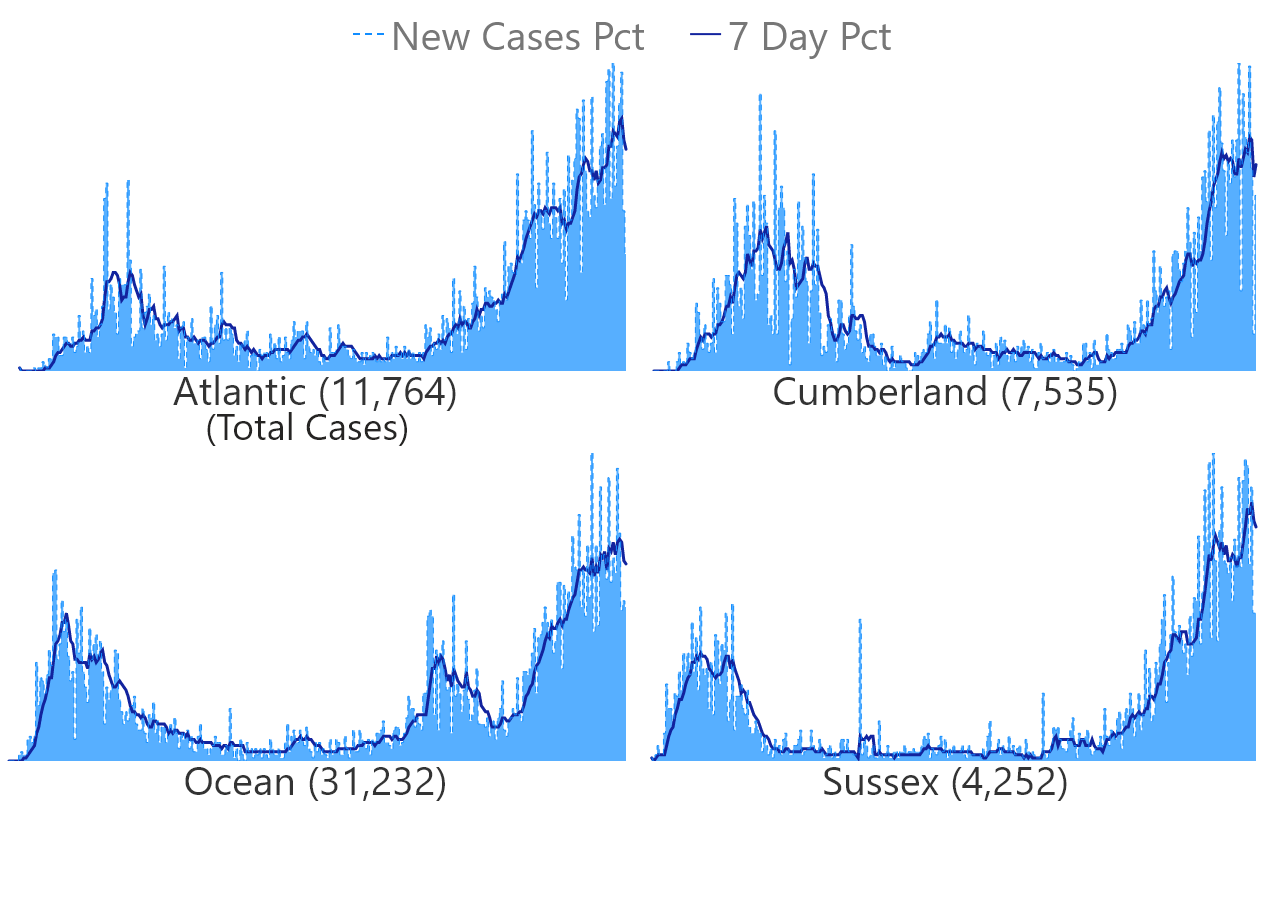 New Cases Pct 7 Day Pct
Atlantic (11,764)
(Total Cases)
Cumberland (7,535)
Ocean (31,232)
Sussex (4,252)